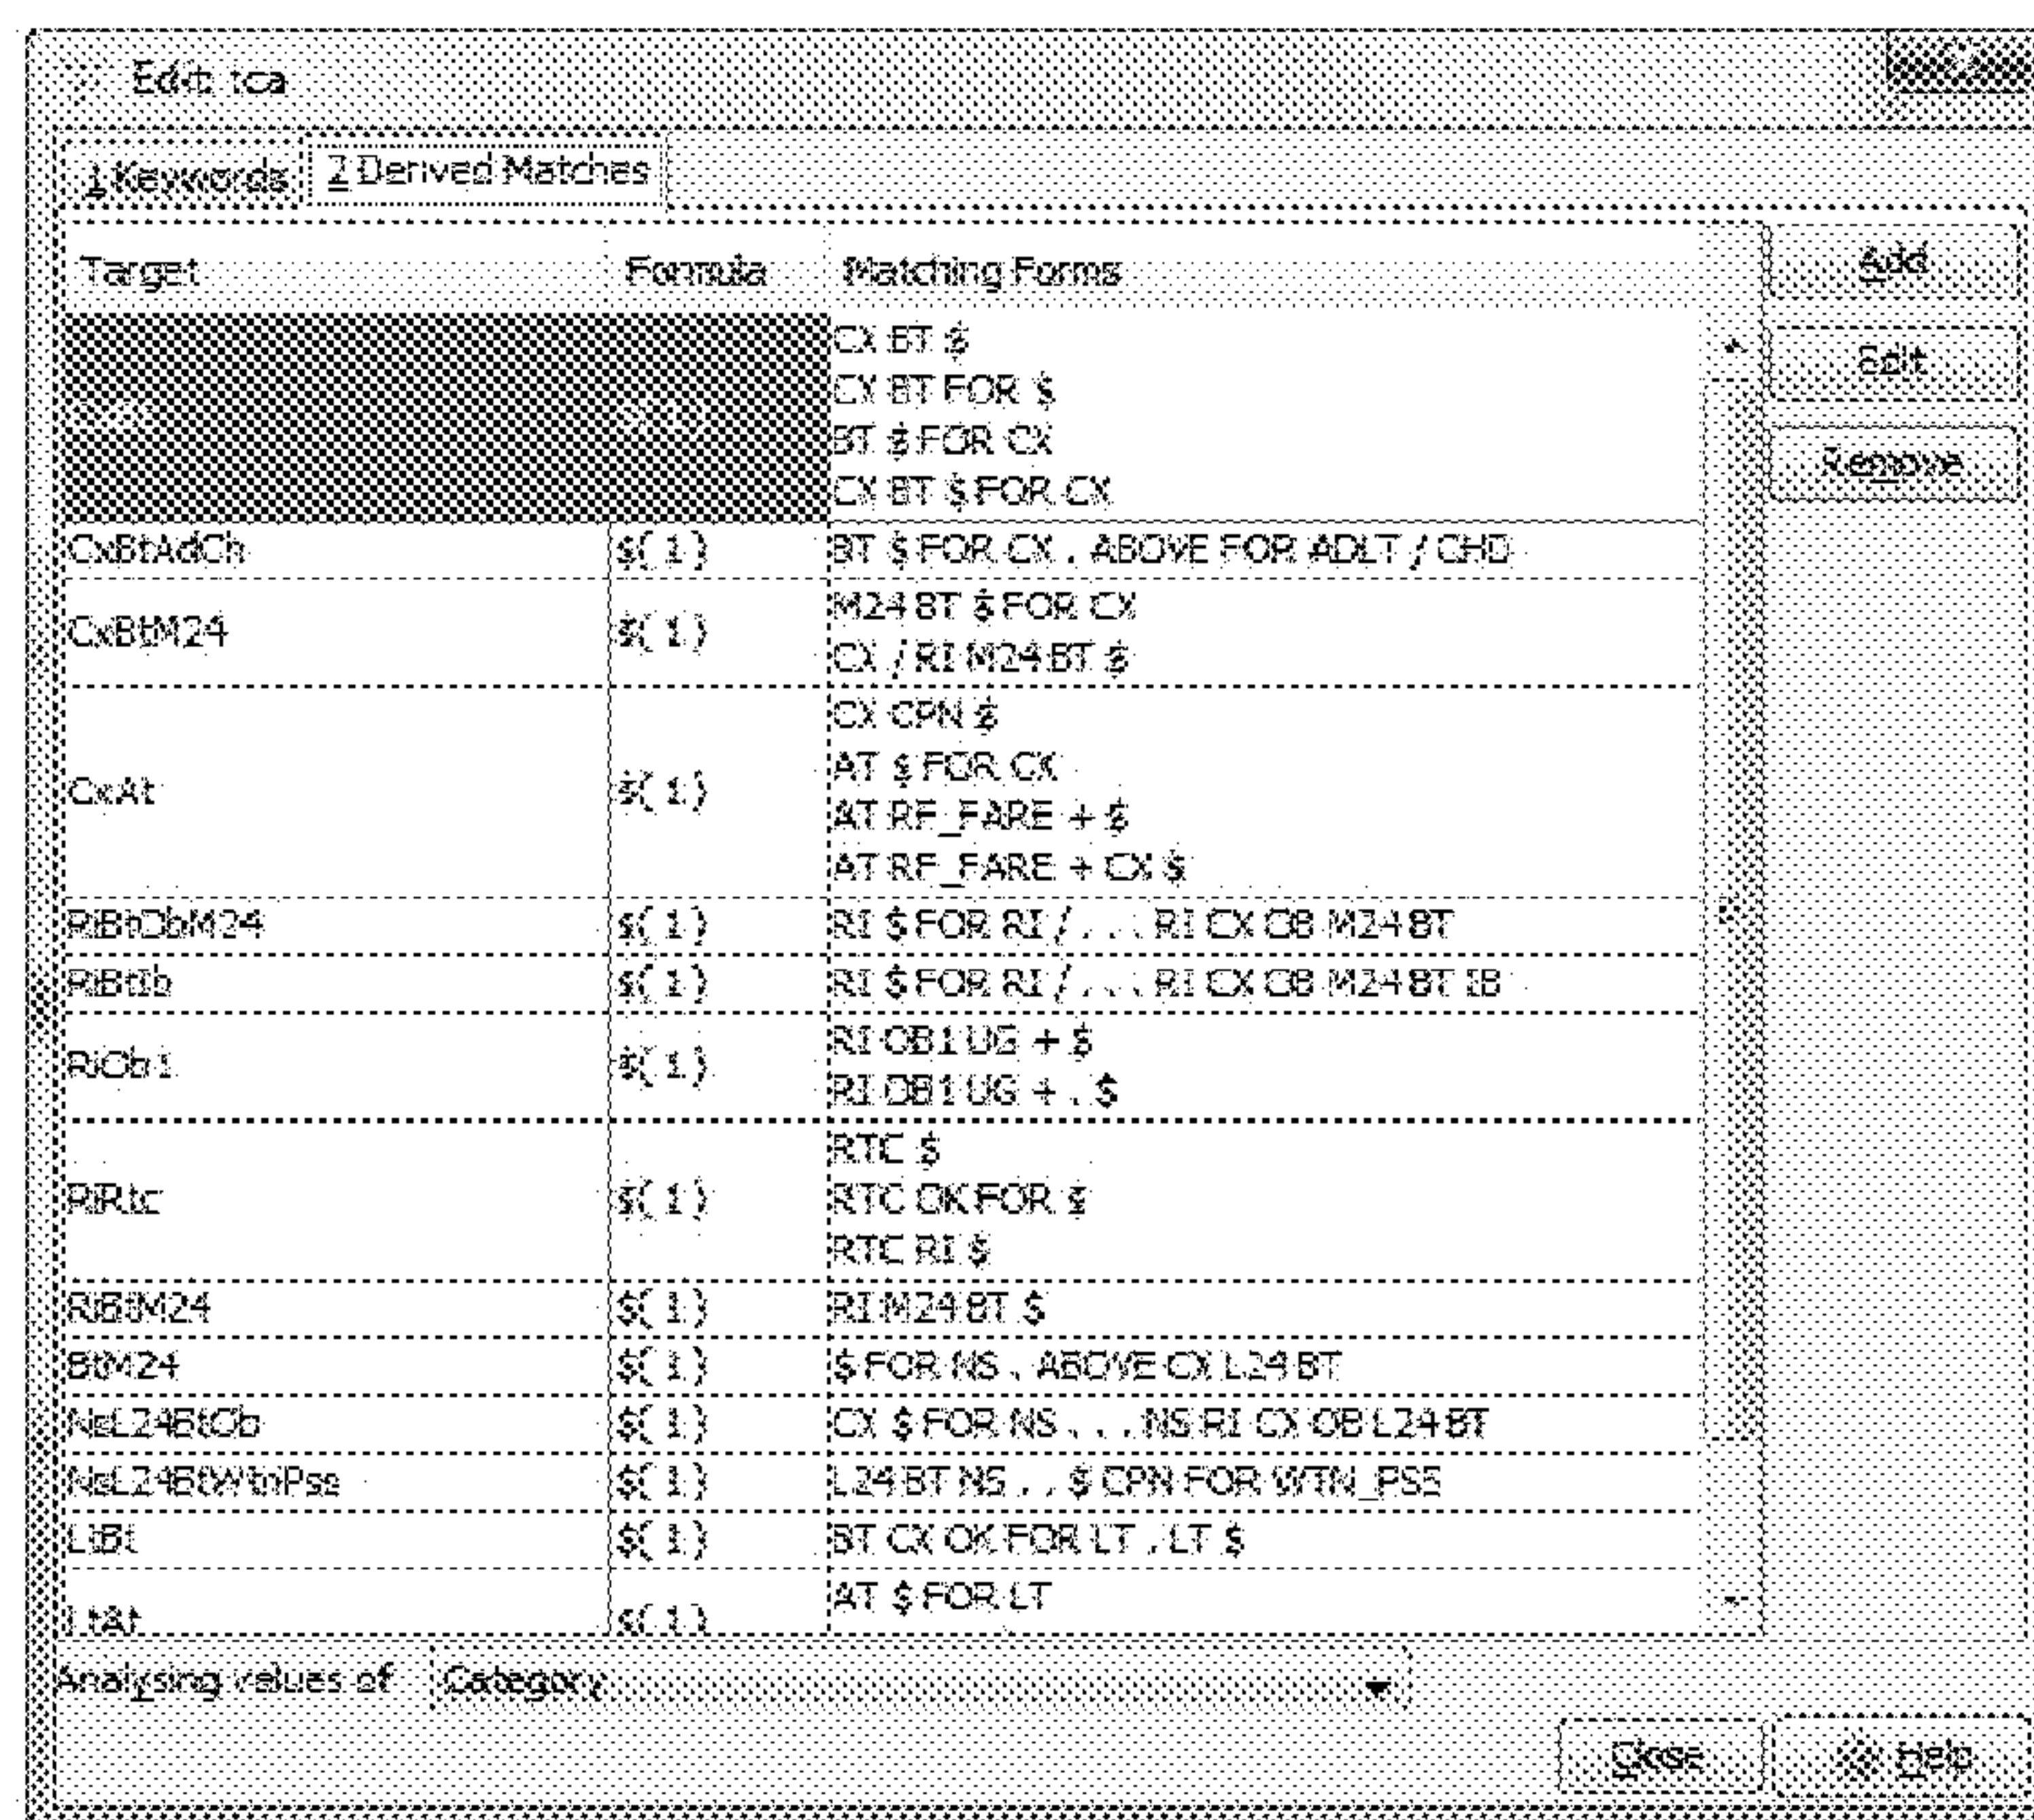 Edit: tca
1 Keywords 2 Derived Matches
Target Formula Matching Forms
Add
Edit
Remove
CX BT $
CX BT FOR $
BT $ FOR CX
CX BT $ FOR CX
CxBtAdCh $( 1 ) BT $ FOR CX . ABOVE FOR ADLT / CHD
CxBtM24 $( 1 ) M24 BT $ FOR CX
CX / RI M24 BT $
CxAt $( 1 ) CX CPN $
AT $ FOR CX
AT RF_FARE + $
AT RF_FARE + CX $
$( 1 ) RI $ FOR RI / . . . RI CX OB M24 BT
RiBtIb $( 1 ) RI $ FOR RI / . . . RI CX OB M24 BT IB
RiOb1 $( 1 ) RI OB1 UG + $
RI OB1 UG + . $
RiRtc $( 1 ) RTC $
RTC OK FOR $
RTC RI $
RiBtM24 $( 1 ) RI M24 BT $
BtM24 $( 1 ) $ FOR NS . ABOVE CX L24 BT
NsL24BtOb $( 1 ) CX $ FOR NS . . . NS RI CX OB L24 BT
NsL24BtWtnPse $( 1 ) L24 BT NS . . $ CPN FOR WTN_PSE
LtBt $( 1 ) BT CX OK FOR LT . LT $
LtAt $( 1 ) AT $ FOR LT
Analysing values of Category
Close Help